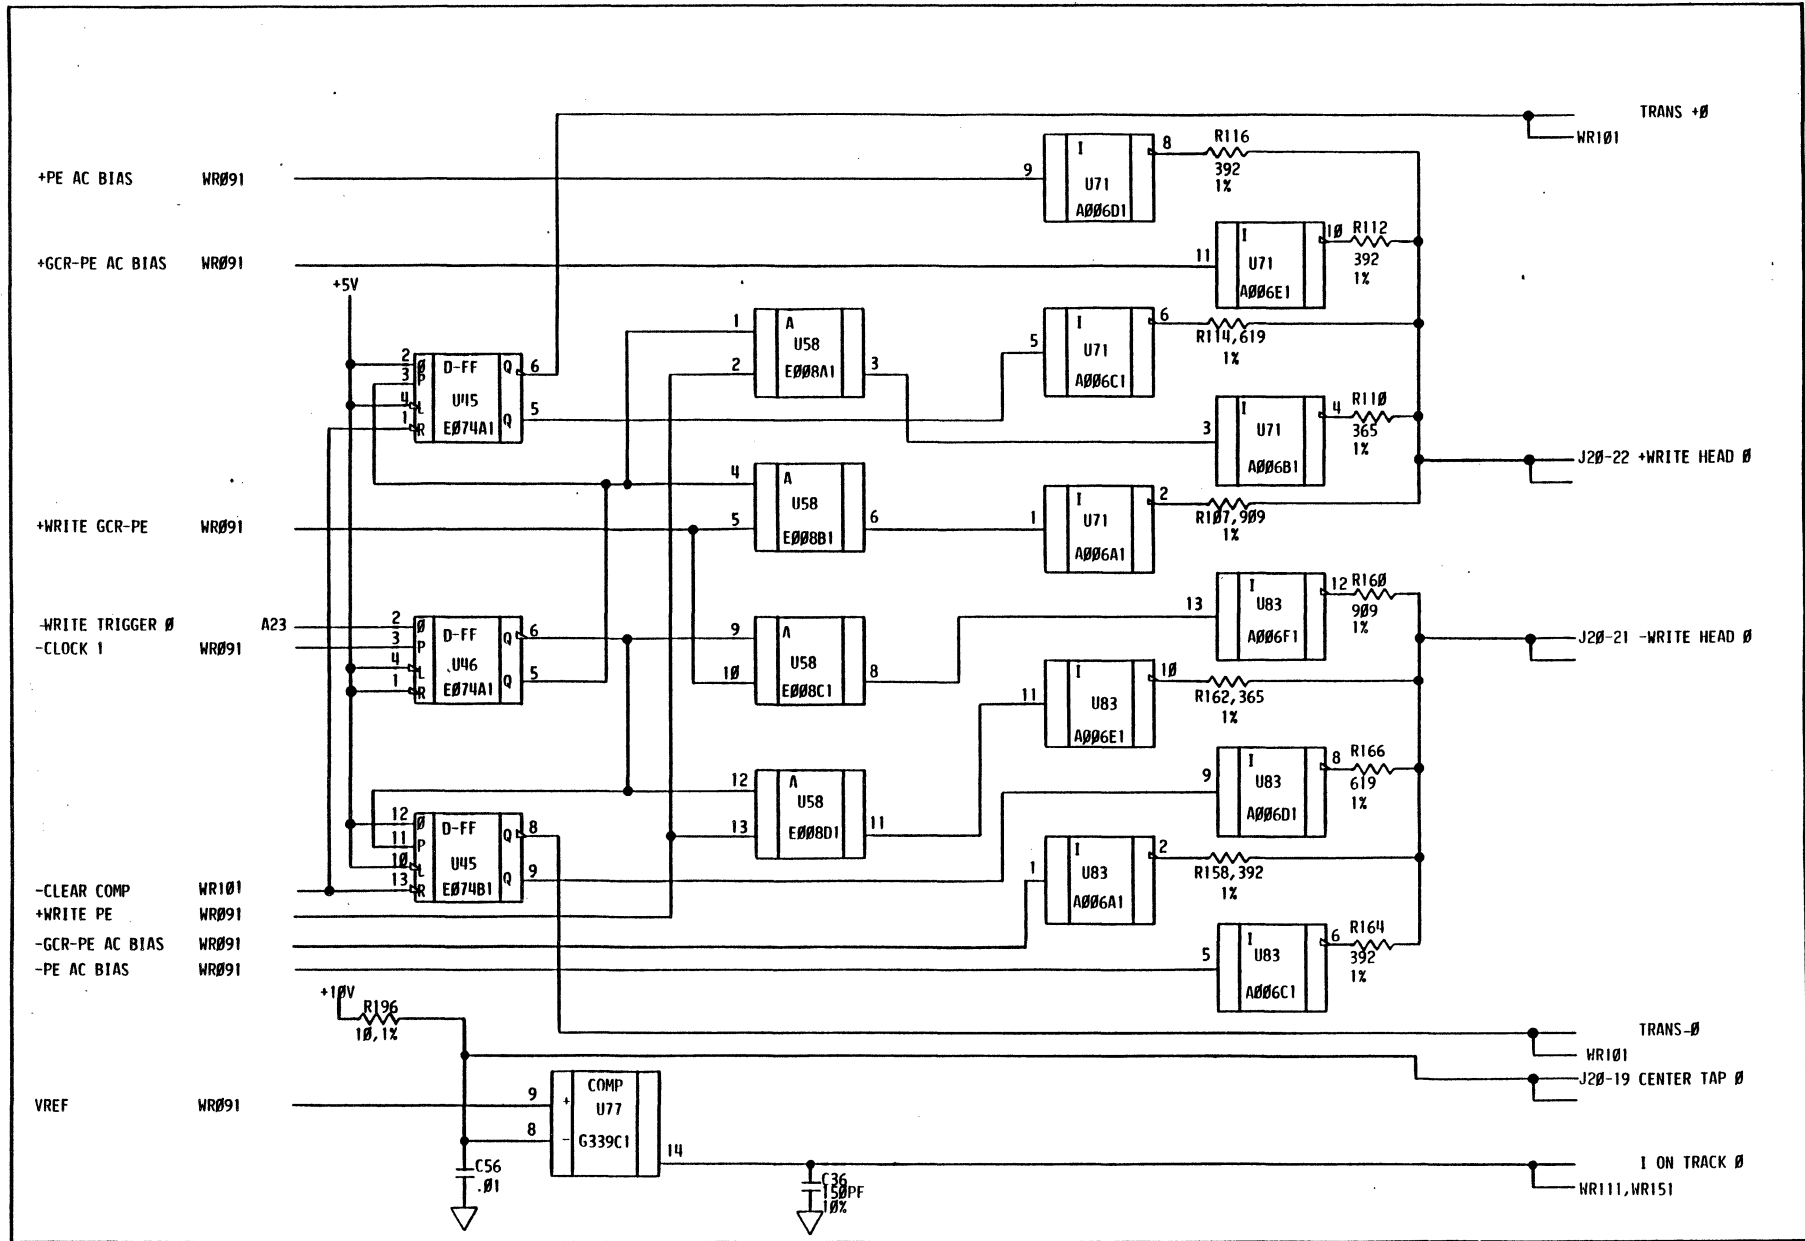 TRANS +Ø
WR101
+PE AC BIAS WRØ91
9 I U71 AØØ6D1 8
R116
392
1%
+GCR-PE AC BIAS WRØ91
11 I U71 AØØ6E1 10
R112
392
1%
+5V
2 Ø D-FF Q 6
3 P
4 L U45
1 R EØ74A1 Q 5
1 A U58
2 EØØ8A1 3
5 I U71 AØØ6C1 6
R114,619
1%
3 I U71 AØØ6B1 4
R11Ø
365
1%
J2Ø-22 +WRITE HEAD Ø
4 A U58
5 EØØ8B1 6
1 I U71 AØØ6A1 2
R1Ø7,9Ø9
1%
+WRITE GCR-PE WRØ91
-WRITE TRIGGER Ø A23
-CLOCK 1 WRØ91
2 Ø D-FF Q 6
3 P
4 L U46
1 R EØ74A1 Q 5
9 A U58
1Ø EØØ8C1 8
13 I U83 AØØ6F1 12
R16Ø
9Ø9
1%
J2Ø-21 -WRITE HEAD Ø
11 I U83 AØØ6E1 1Ø
R162,365
1%
12 A U58
13 EØØ8D1 11
9 I U83 AØØ6D1 8
R166
619
1%
12 Ø D-FF Q 8
11 P
1Ø L U45
13 R EØ74B1 Q 9
1 I U83 AØØ6A1 2
R158,392
1%
-CLEAR COMP WR1Ø1
+WRITE PE WRØ91
-GCR-PE AC BIAS WRØ91
-PE AC BIAS WRØ91
5 I U83 AØØ6C1 6
R164
392
1%
+1ØV
R196
1Ø,1%
TRANS-Ø
WR1Ø1
J2Ø-19 CENTER TAP Ø
VREF WRØ91
9 + COMP
U77
8 - G339C1 14
C56
.Ø1
C36
15ØPF
1Ø%
I ON TRACK Ø
WR111,WR151